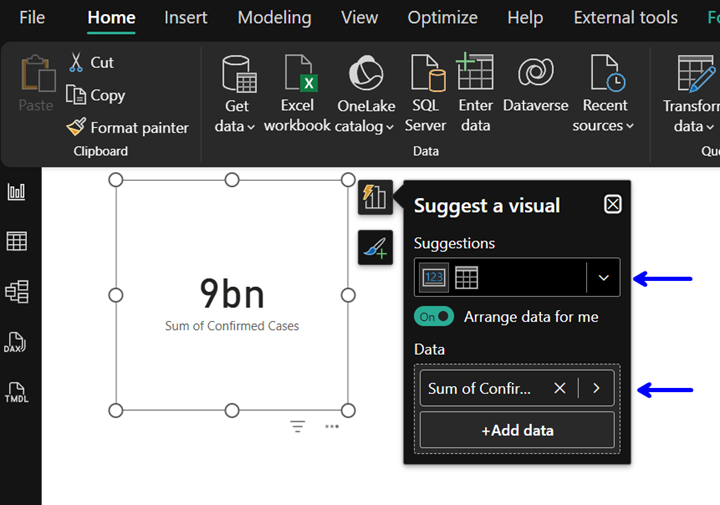 File Home Insert Modeling View Optimize Help External tools
Cut
Copy
Paste
Format painter
Clipboard
Get data
Excel workbook
OneLake catalog
SQL Server
Enter data
Dataverse
Recent sources
Data
Transform data
9bn
Sum of Confirmed Cases
Suggest a visual
Suggestions
123
On Arrange data for me
Data
Sum of Confir...
+Add data
DAX
TMDL